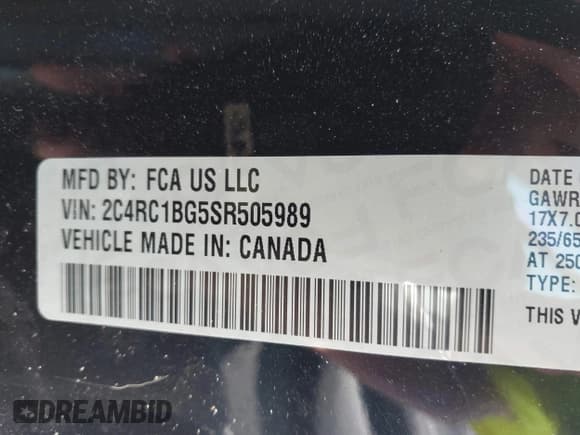 MFD BY: FCA US LLC
VIN: 2C4RC1BG5SR505989
VEHICLE MADE IN: CANADA
DATE
GAWR
17X7.0
235/65
AT 250
TYPE:
THIS V
DREAMBID